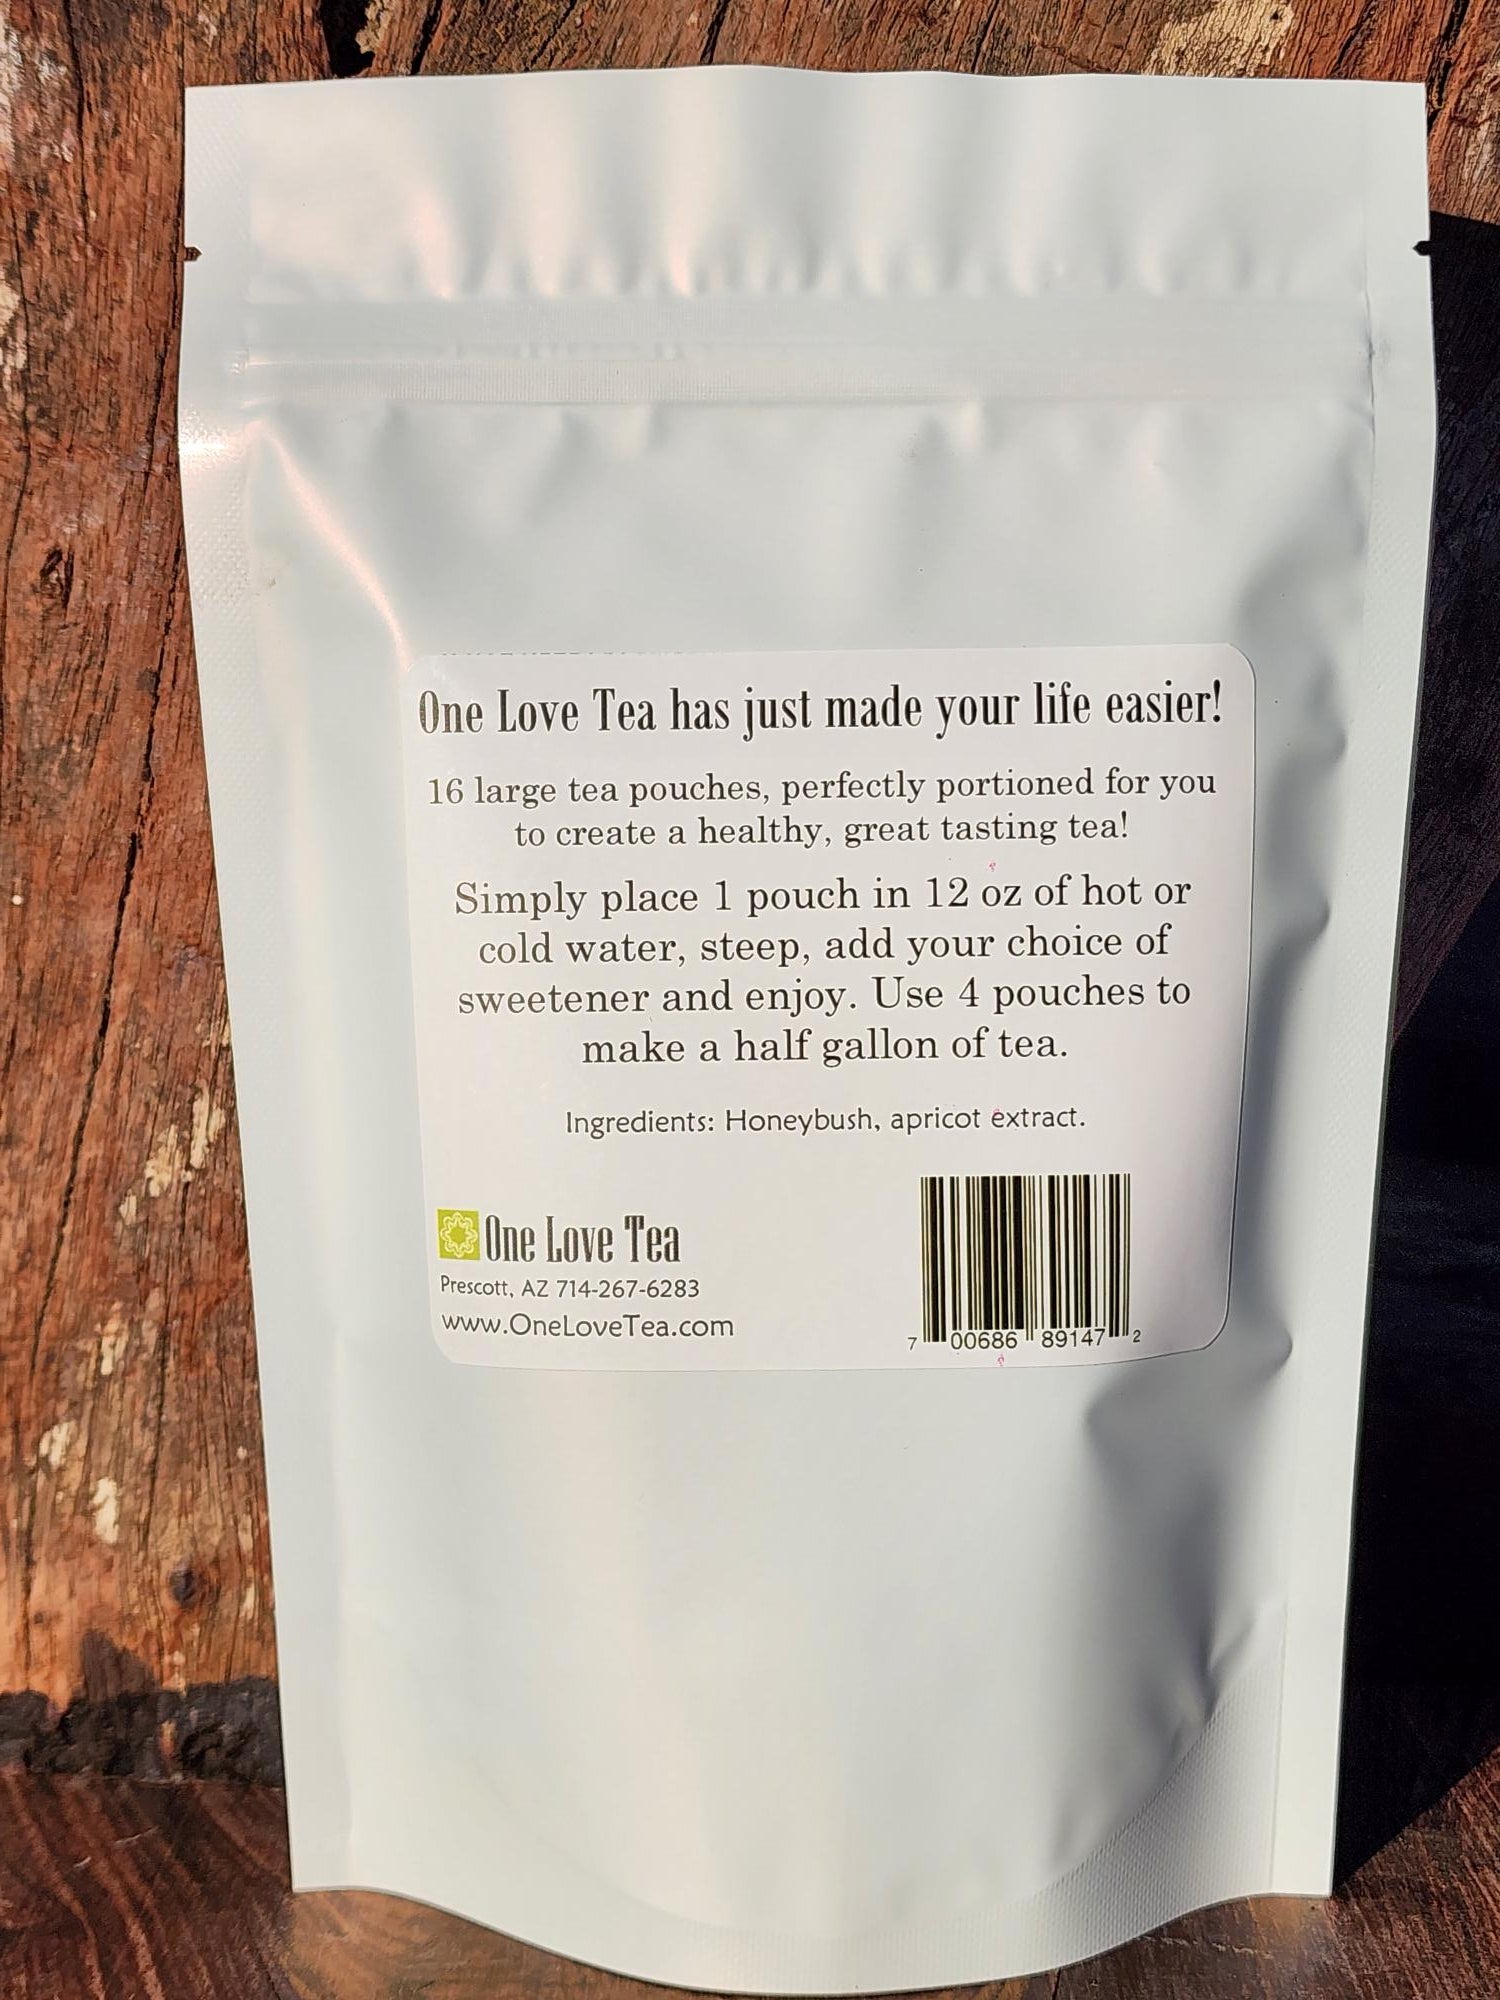 One Love Tea has just made your life easier!
16 large tea pouches, perfectly portioned for you
to create a healthy, great tasting tea!
Simply place 1 pouch in 12 oz of hot or
cold water, steep, add your choice of
sweetener and enjoy. Use 4 pouches to
make a half gallon of tea.
Ingredients: Honeybush, apricot extract.
One Love Tea
Prescott, AZ 714-267-6283
www.OneLoveTea.com
7 00686 89147 2